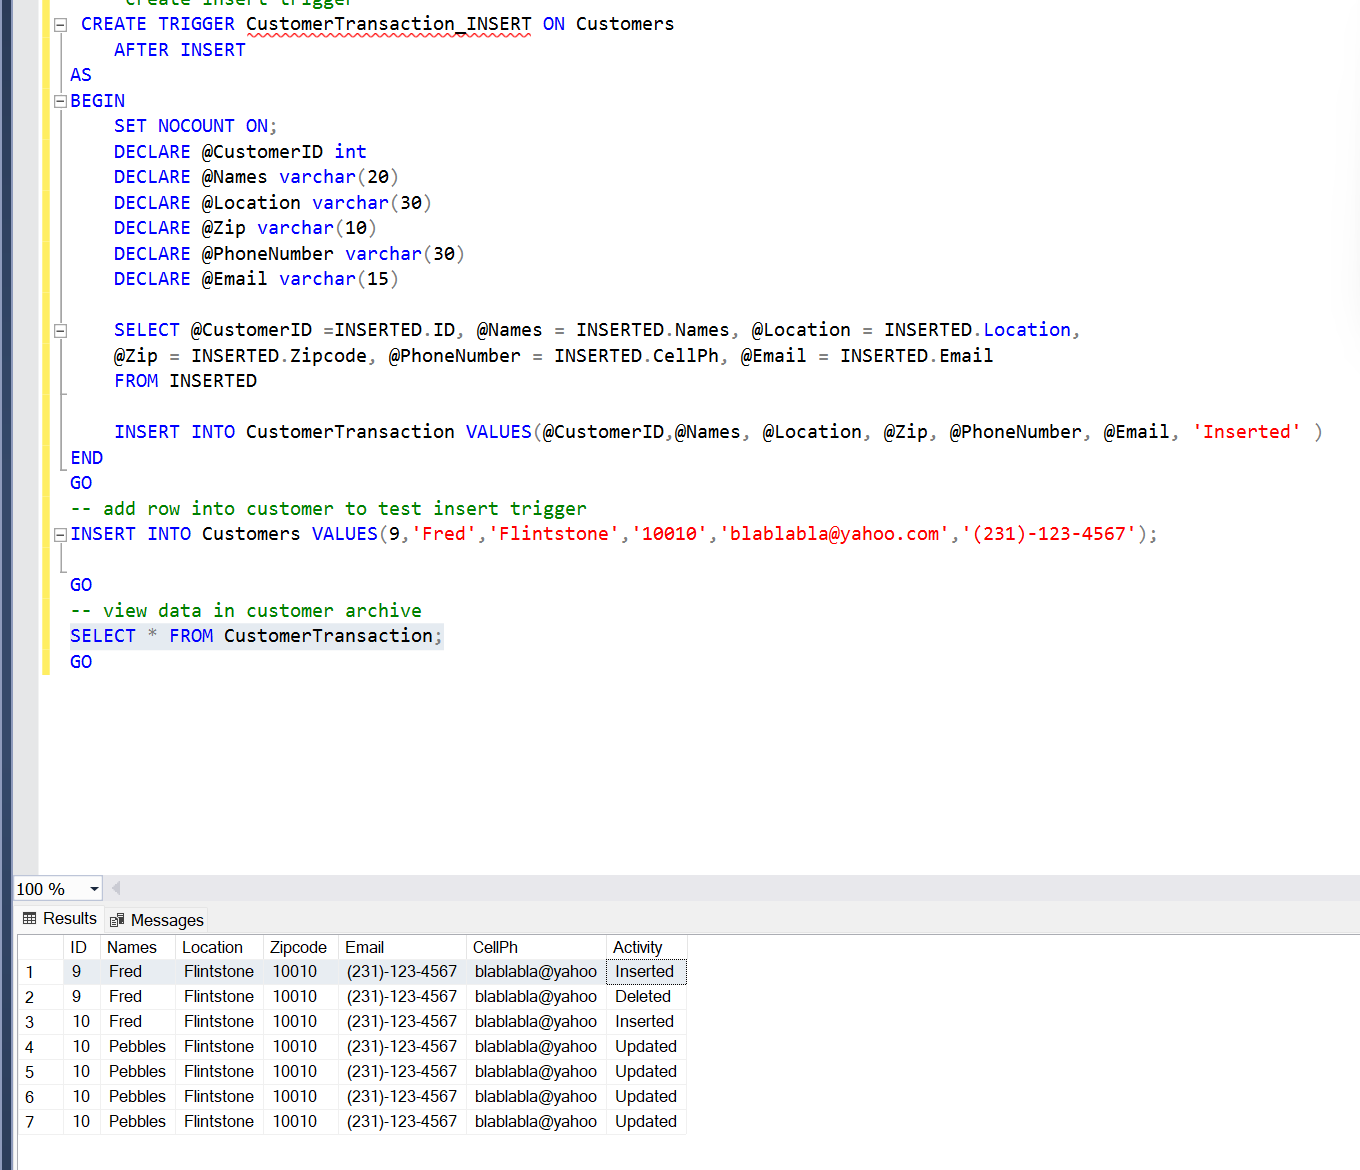 create insert trigger
CREATE TRIGGER CustomerTransaction_INSERT ON Customers
AFTER INSERT
AS
BEGIN
SET NOCOUNT ON;
DECLARE @CustomerID int
DECLARE @Names varchar(20)
DECLARE @Location varchar(30)
DECLARE @Zip varchar(10)
DECLARE @PhoneNumber varchar(30)
DECLARE @Email varchar(15)
SELECT @CustomerID =INSERTED.ID, @Names = INSERTED.Names, @Location = INSERTED.Location,
@Zip = INSERTED.Zipcode, @PhoneNumber = INSERTED.CellPh, @Email = INSERTED.Email
FROM INSERTED
INSERT INTO CustomerTransaction VALUES(@CustomerID,@Names, @Location, @Zip, @PhoneNumber, @Email, 'Inserted' )
END
GO
-- add row into customer to test insert trigger
INSERT INTO Customers VALUES(9,'Fred','Flintstone','10010','blablabla@yahoo.com','(231)-123-4567');
GO
-- view data in customer archive
SELECT * FROM CustomerTransaction;
GO
100 %
Results Messages
ID Names Location Zipcode Email CellPh Activity
1 9 Fred Flintstone 10010 (231)-123-4567 blablabla@yahoo Inserted
2 9 Fred Flintstone 10010 (231)-123-4567 blablabla@yahoo Deleted
3 10 Fred Flintstone 10010 (231)-123-4567 blablabla@yahoo Inserted
4 10 Pebbles Flintstone 10010 (231)-123-4567 blablabla@yahoo Updated
5 10 Pebbles Flintstone 10010 (231)-123-4567 blablabla@yahoo Updated
6 10 Pebbles Flintstone 10010 (231)-123-4567 blablabla@yahoo Updated
7 10 Pebbles Flintstone 10010 (231)-123-4567 blablabla@yahoo Updated